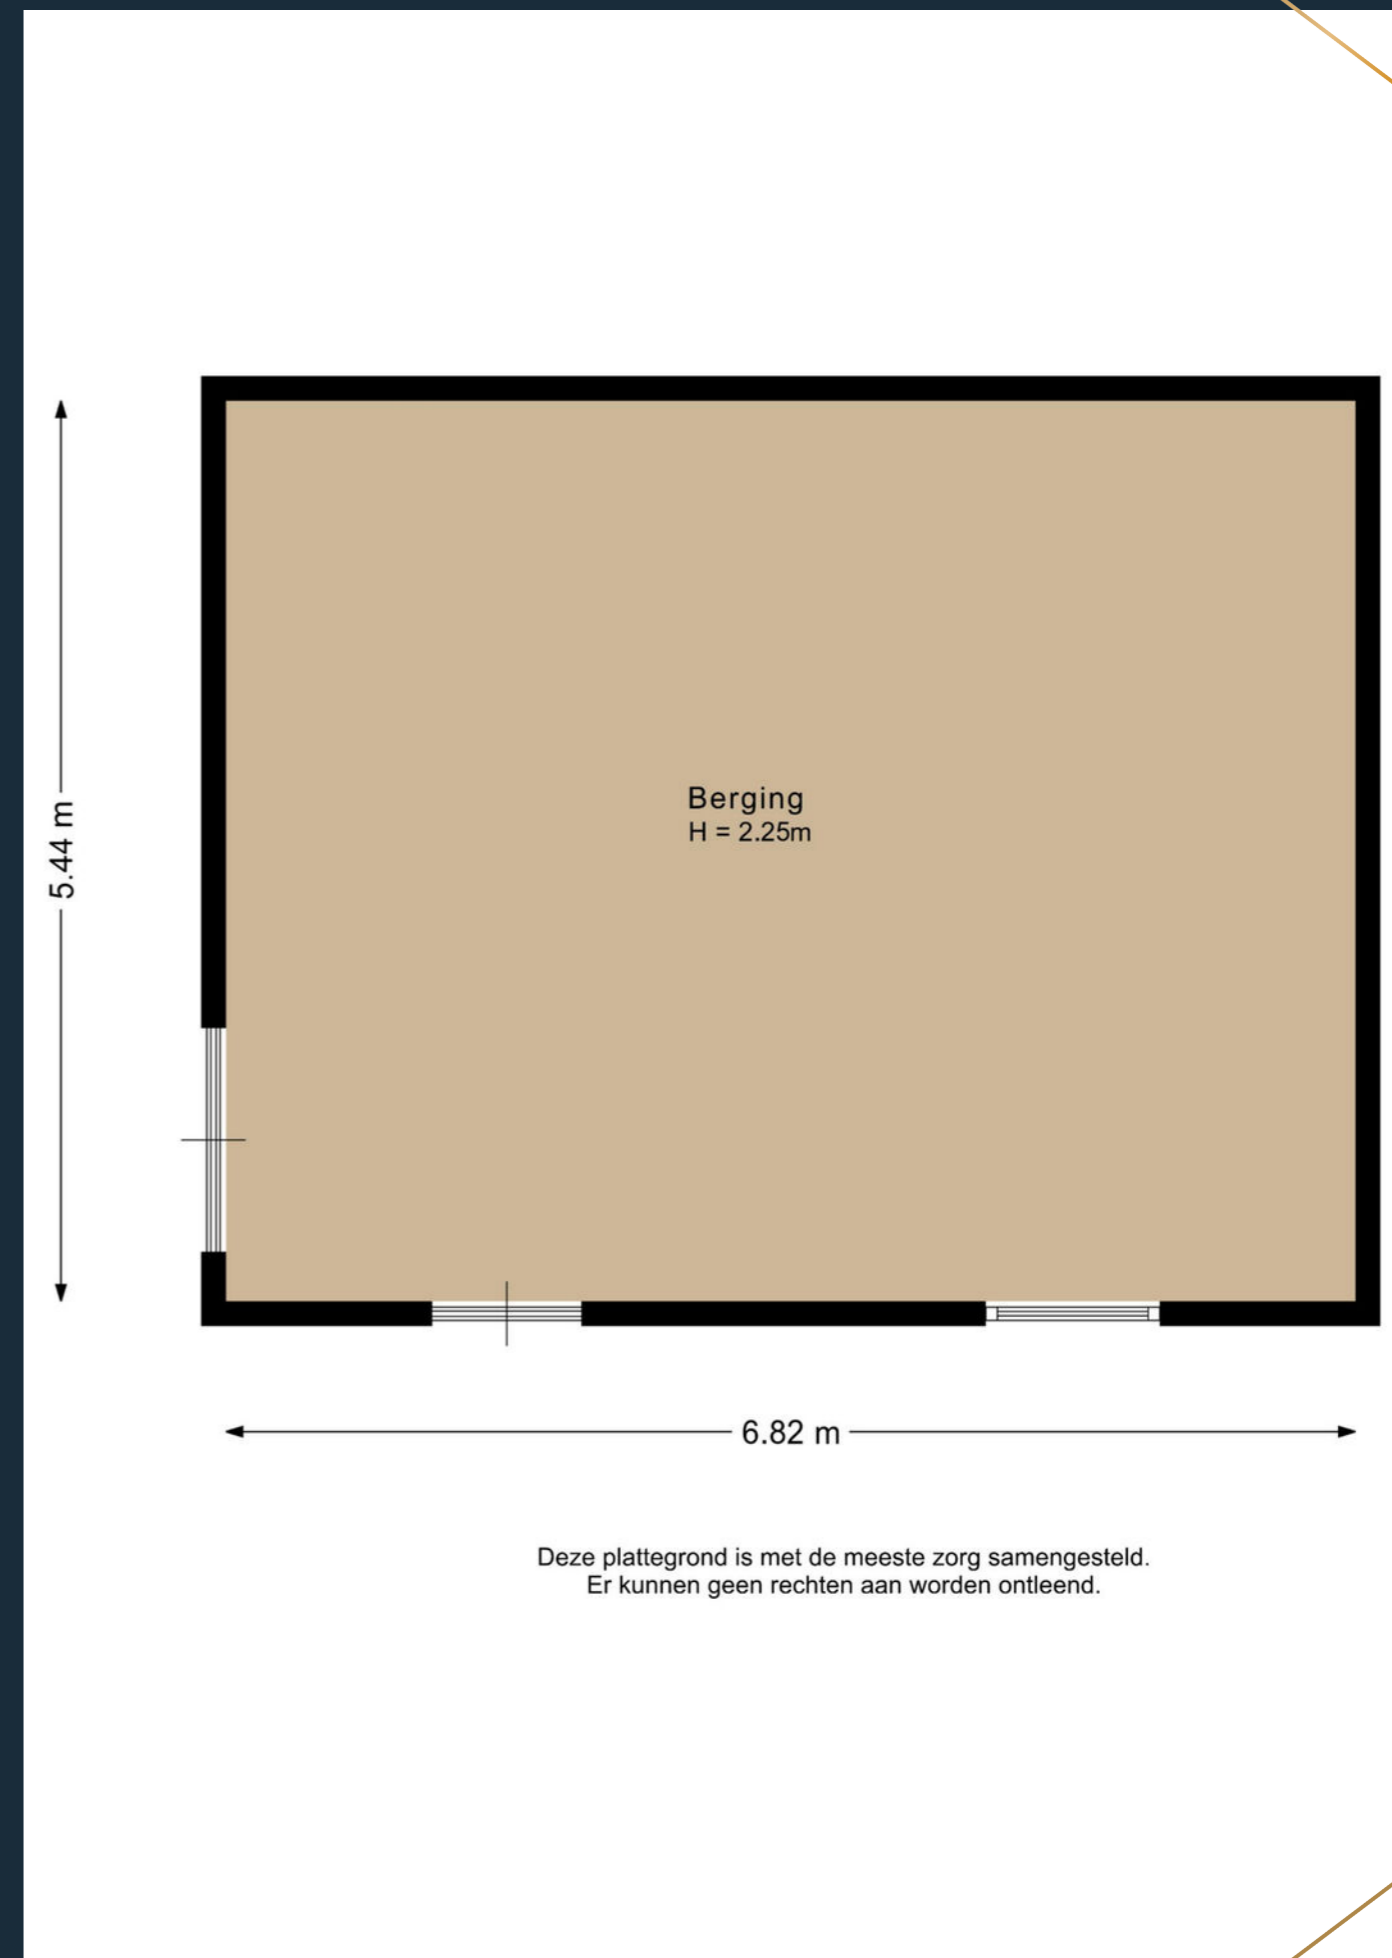 Berging
H = 2.25m
5.44 m
6.82 m
Deze plattegrond is met de meeste zorg samengesteld.
Er kunnen geen rechten aan worden ontleend.